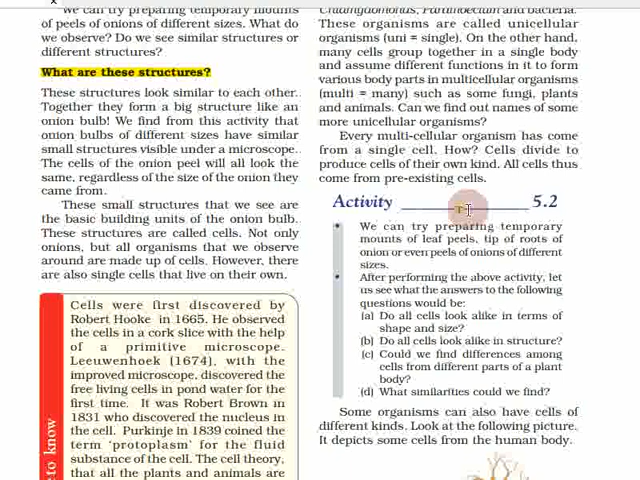 We can try preparing temporary mounts
of peels of onions of different sizes. What do
we observe? Do we see similar structures or
different structures?
What are these structures?
These structures look similar to each other.
Together they form a big structure like an
onion bulb! We find from this activity that
onion bulbs of different sizes have similar
small structures visible under a microscope.
The cells of the onion peel will all look the
same, regardless of the size of the onion they
came from.
These small structures that we see are
the basic building units of the onion bulb.
These structures are called cells. Not only
onions, but all organisms that we observe
around are made up of cells. However, there
are also single cells that live on their own.
to know
Cells were first discovered by
Robert Hooke in 1665. He observed
the cells in a cork slice with the help
of a primitive microscope.
Leeuwenhoek (1674), with the
improved microscope, discovered the
free living cells in pond water for the
first time. It was Robert Brown in
1831 who discovered the nucleus in
the cell. Purkinje in 1839 coined the
term 'protoplasm' for the fluid
substance of the cell. The cell theory,
that all the plants and animals are
Chlamydomonas, Paramoecium and bacteria.
These organisms are called unicellular
organisms (uni = single). On the other hand,
many cells group together in a single body
and assume different functions in it to form
various body parts in multicellular organisms
(multi = many) such as some fungi, plants
and animals. Can we find out names of some
more unicellular organisms?
Every multi-cellular organism has come
from a single cell. How? Cells divide to
produce cells of their own kind. All cells thus
come from pre-existing cells.
Activity 5.2
• We can try preparing temporary
mounts of leaf peels, tip of roots of
onion or even peels of onions of different
sizes.
• After performing the above activity, let
us see what the answers to the following
questions would be:
(a) Do all cells look alike in terms of
shape and size?
(b) Do all cells look alike in structure?
(c) Could we find differences among
cells from different parts of a plant
body?
(d) What similarities could we find?
Some organisms can also have cells of
different kinds. Look at the following picture.
It depicts some cells from the human body.